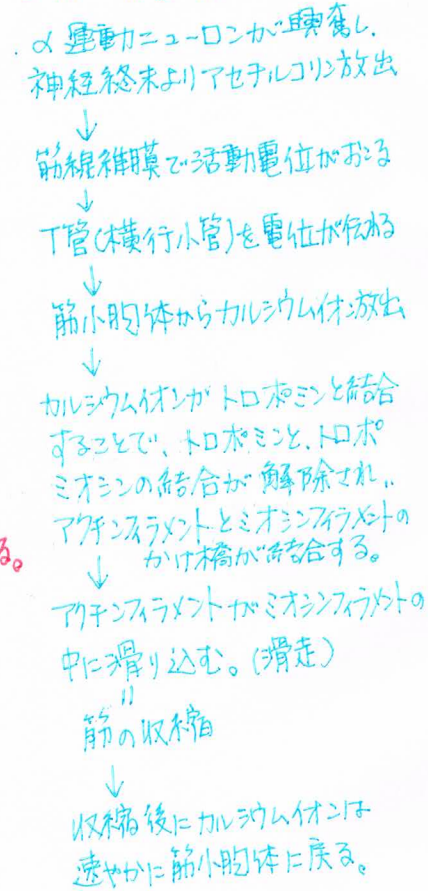 α運動ニューロンが興奮し、
神経終末よりアセチルコリン放出
↓
筋線維膜で活動電位がおこる
↓
T管(横行小管)を電位が伝わる
↓
筋小胞体からカルシウムイオン放出
↓
カルシウムイオンがトロポミンと結合
することで、トロポミンと、トロポ
ミオシンの結合が解除され、
アクチンフィラメントとミオシンフィラメントの
かけ橋が結合する。
る。
↓
アクチンフィラメントがミオシンフィラメントの
中に滑り込む。(滑走)
〃
筋の収縮
↓
収縮後にカルシウムイオンは
速やかに筋小胞体に戻る。